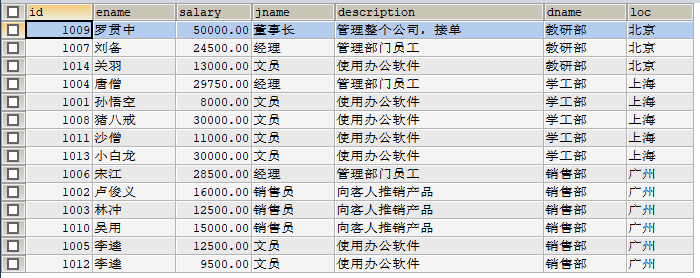 id ename salary jname description dname loc
1009 罗贯中 50000.00 董事长 管理整个公司，接单 教研部 北京
1007 刘备 24500.00 经理 管理部门员工 教研部 北京
1014 关羽 13000.00 文员 使用办公软件 教研部 北京
1004 唐僧 29750.00 经理 管理部门员工 学工部 上海
1001 孙悟空 8000.00 文员 使用办公软件 学工部 上海
1008 猪八戒 30000.00 文员 使用办公软件 学工部 上海
1011 沙僧 11000.00 文员 使用办公软件 学工部 上海
1013 小白龙 30000.00 文员 使用办公软件 学工部 上海
1006 宋江 28500.00 经理 管理部门员工 销售部 广州
1002 卢俊义 16000.00 销售员 向客人推销产品 销售部 广州
1003 林冲 12500.00 销售员 向客人推销产品 销售部 广州
1010 吴用 15000.00 销售员 向客人推销产品 销售部 广州
1005 李逵 12500.00 文员 使用办公软件 销售部 广州
1012 李逵 9500.00 文员 使用办公软件 销售部 广州